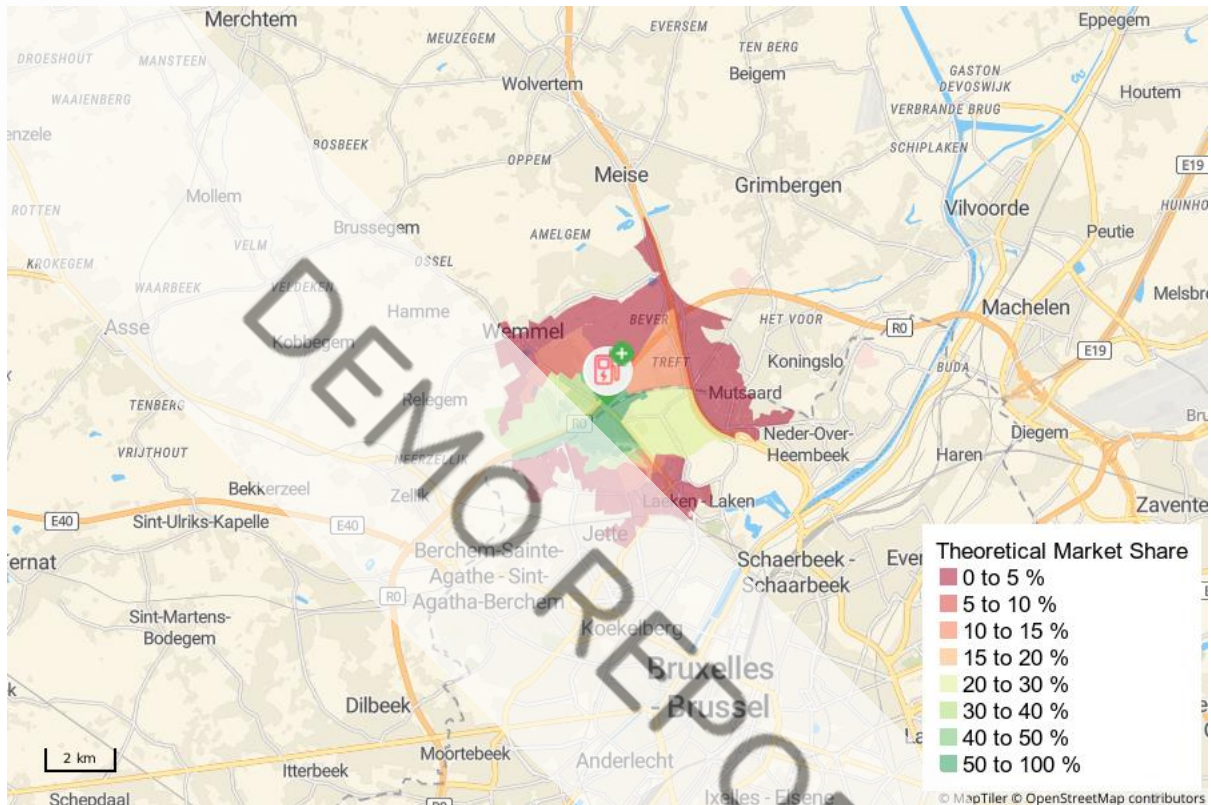 Merchtem
Eppegem
EVERSEM
MEUZEGEM
TEN BERG
DROESHOUT
MANSTEEN
GASTON
DEVOSWIJK
Wolvertem
Beigem
Houtem
WAAIENBERG
VERBRANDE BRUG
enzele
BOSBEEK
SCHIPLAKEN
OPPEM
E19
Meise
Grimbergen
Mollem
HUINHO
ROTTEN
Vilvoorde
Brussegem
AMELGEM
Peutie
VELM
OSSEL
KROKEGEM
WAARBEEK
VELDEKEN
Melsbre
Hamme
Machelen
Wemmel
BEVER
HET VOOR
R0
Asse
Kobbegem
E19
TREFT
Koningslo
BUDA
Relegem
Mutsaard
TENBERG
Bru
R0
Neder-Over-
Heembeek
Diegem
VRIJTHOUT
NEERZELLIK
Haren
Bekkerzeel
Zellik
Laeken - Laken
Zavente
E40
Sint-Ulriks-Kapelle
E40
Jette
ernat
Berchem-Sainte-
Agathe - Sint-
Agatha-Berchem
Schaerbeek -
Schaarbeek
Ever
R0
Sint-Martens-
Bodegem
Koekelberg
Bruxelles
- Brussel
Dilbeek
Moortebeek
Anderlecht
Itterbeek
Schepdaal
R0
Ixelles - Elsene
DEMO REPO
2 km
Theoretical Market Share
0 to 5 %
5 to 10 %
10 to 15 %
15 to 20 %
20 to 30 %
30 to 40 %
40 to 50 %
50 to 100 %
© MapTiler © OpenStreetMap contributors